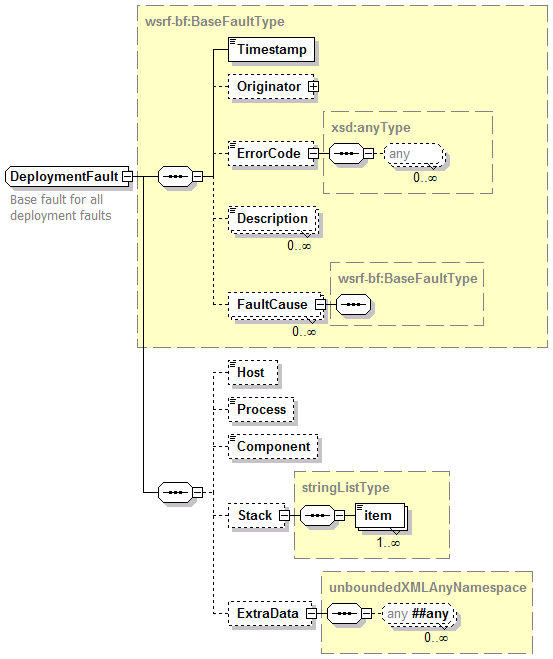 wsrf-bf:BaseFaultType
Timestamp
Originator
xsd:anyType
ErrorCode
any
0..∞
DeploymentFault
Base fault for all
deployment faults
Description
0..∞
wsrf-bf:BaseFaultType
FaultCause
0..∞
Host
Process
Component
stringListType
Stack
item
1..∞
unboundedXMLAnyNamespace
ExtraData
any ##any
0..∞